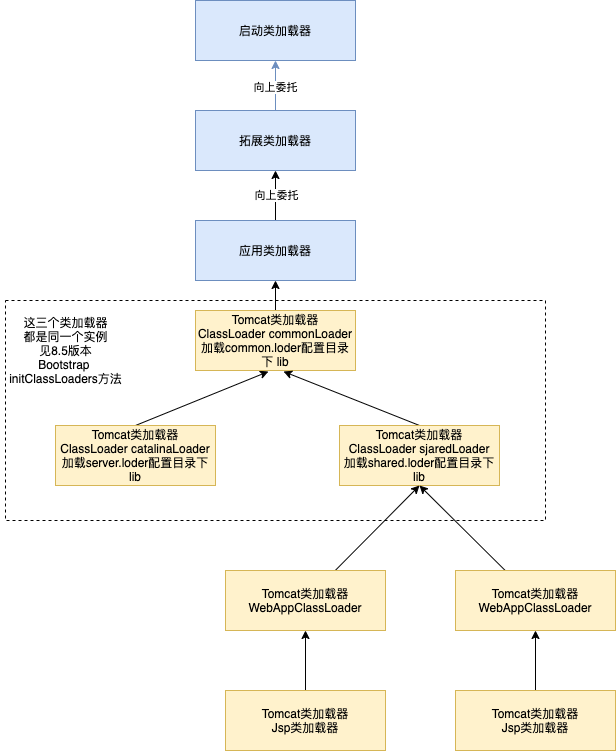 启动类加载器
向上委托
拓展类加载器
向上委托
应用类加载器
这三个类加载器
都是同一个实例
见8.5版本
Bootstrap
initClassLoaders方法
Tomcat类加载器
ClassLoader commonLoader
加载common.loder配置目录
下 lib
Tomcat类加载器
ClassLoader catalinaLoader
加载server.loder配置目录下
lib
Tomcat类加载器
ClassLoader sjaredLoader
加载shared.loder配置目录下
lib
Tomcat类加载器
WebAppClassLoader
Tomcat类加载器
WebAppClassLoader
Tomcat类加载器
Jsp类加载器
Tomcat类加载器
Jsp类加载器